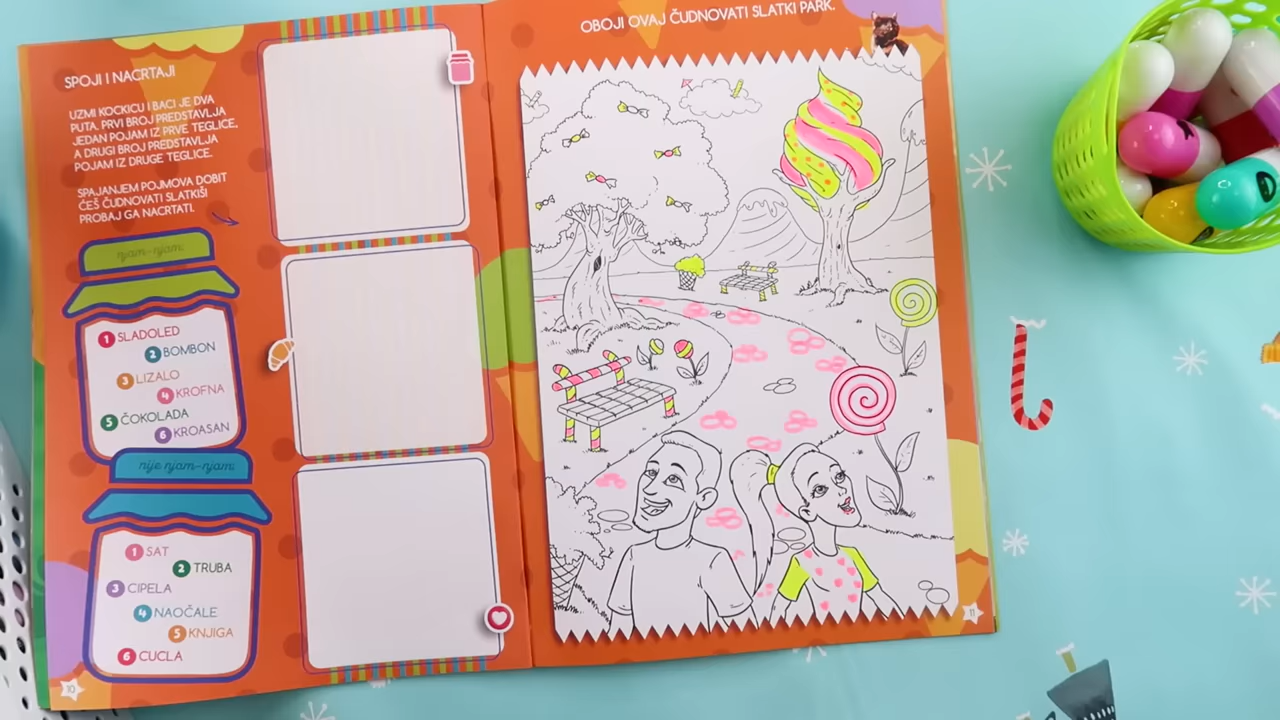 SPOJI I NACRTAJ!
UZMI KOCKICU I BACI JE DVA
PUTA. PRVI BROJ PREDSTAVLJA
JEDAN POJAM IZ PRVE TEGLICE,
A DRUGI BROJ PREDSTAVLJA
POJAM IZ DRUGE TEGLICE.
SPAJANJEM POJMOVA DOBIT
ĆEŠ ČUDNOVATI SLATKIŠ!
PROBAJ GA NACRTATI.
njam-njam:
1 SLADOLED
2 BOMBON
3 LIZALO
4 KROFNA
5 ČOKOLADA
6 KROASAN
nije njam-njam:
1 SAT
2 TRUBA
3 CIPELA
4 NAOČALE
5 KNJIGA
6 CUCLA
10
OBOJI OVAJ ČUDNOVATI SLATKI PARK.
11